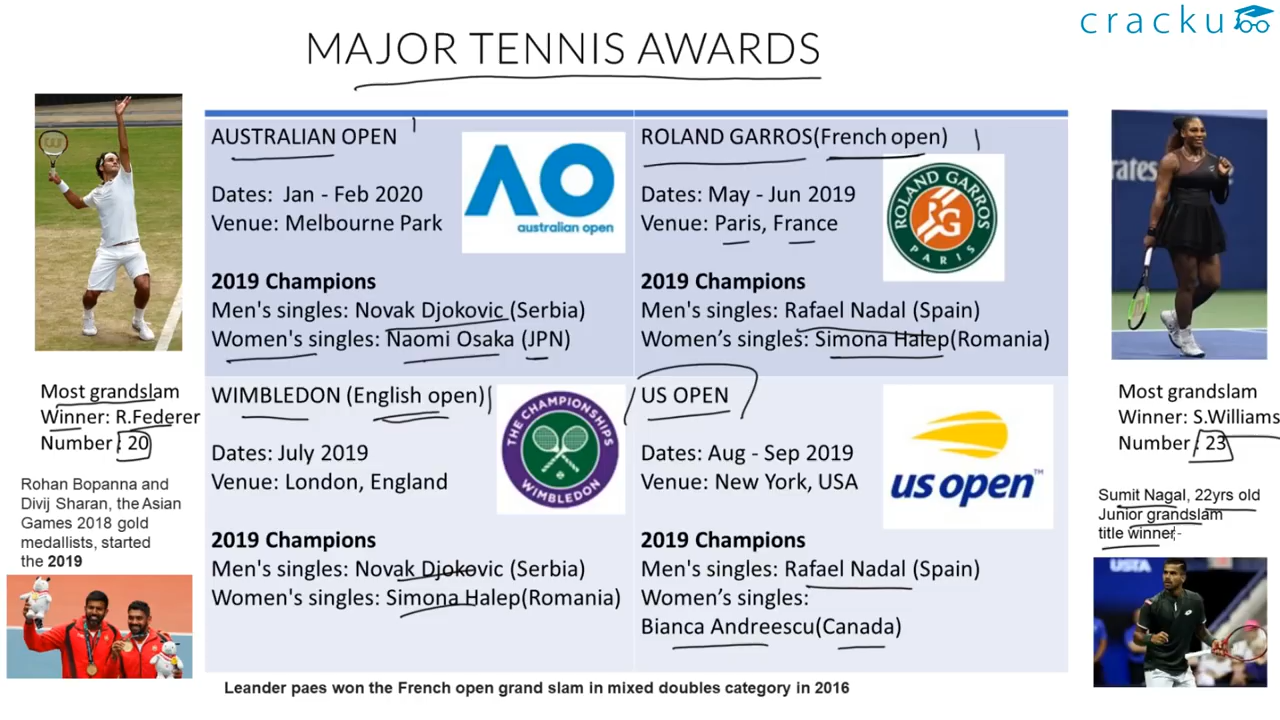 cracku
MAJOR TENNIS AWARDS
AUSTRALIAN OPEN
Dates: Jan - Feb 2020
Venue: Melbourne Park
AO
australian open
2019 Champions
Men's singles: Novak Djokovic (Serbia)
Women's singles: Naomi Osaka (JPN)
ROLAND GARROS(French open)
Dates: May - Jun 2019
Venue: Paris, France
ROLAND GARROS
RG
PARIS
2019 Champions
Men's singles: Rafael Nadal (Spain)
Women’s singles: Simona Halep(Romania)
WIMBLEDON (English open)
Dates: July 2019
Venue: London, England
THE CHAMPIONSHIPS
WIMBLEDON
2019 Champions
Men's singles: Novak Djokovic (Serbia)
Women's singles: Simona Halep(Romania)
US OPEN
Dates: Aug - Sep 2019
Venue: New York, USA
us open™
2019 Champions
Men's singles: Rafael Nadal (Spain)
Women’s singles:
Bianca Andreescu(Canada)
Most grandslam
Winner: R.Federer
Number : 20
Rohan Bopanna and
Divij Sharan, the Asian
Games 2018 gold
medallists, started
the 2019
Emirates
Most grandslam
Winner: S.Williams
Number : 23
Sumit Nagal, 22yrs old
Junior grandslam
title winner:-
USTA
Leander paes won the French open grand slam in mixed doubles category in 2016